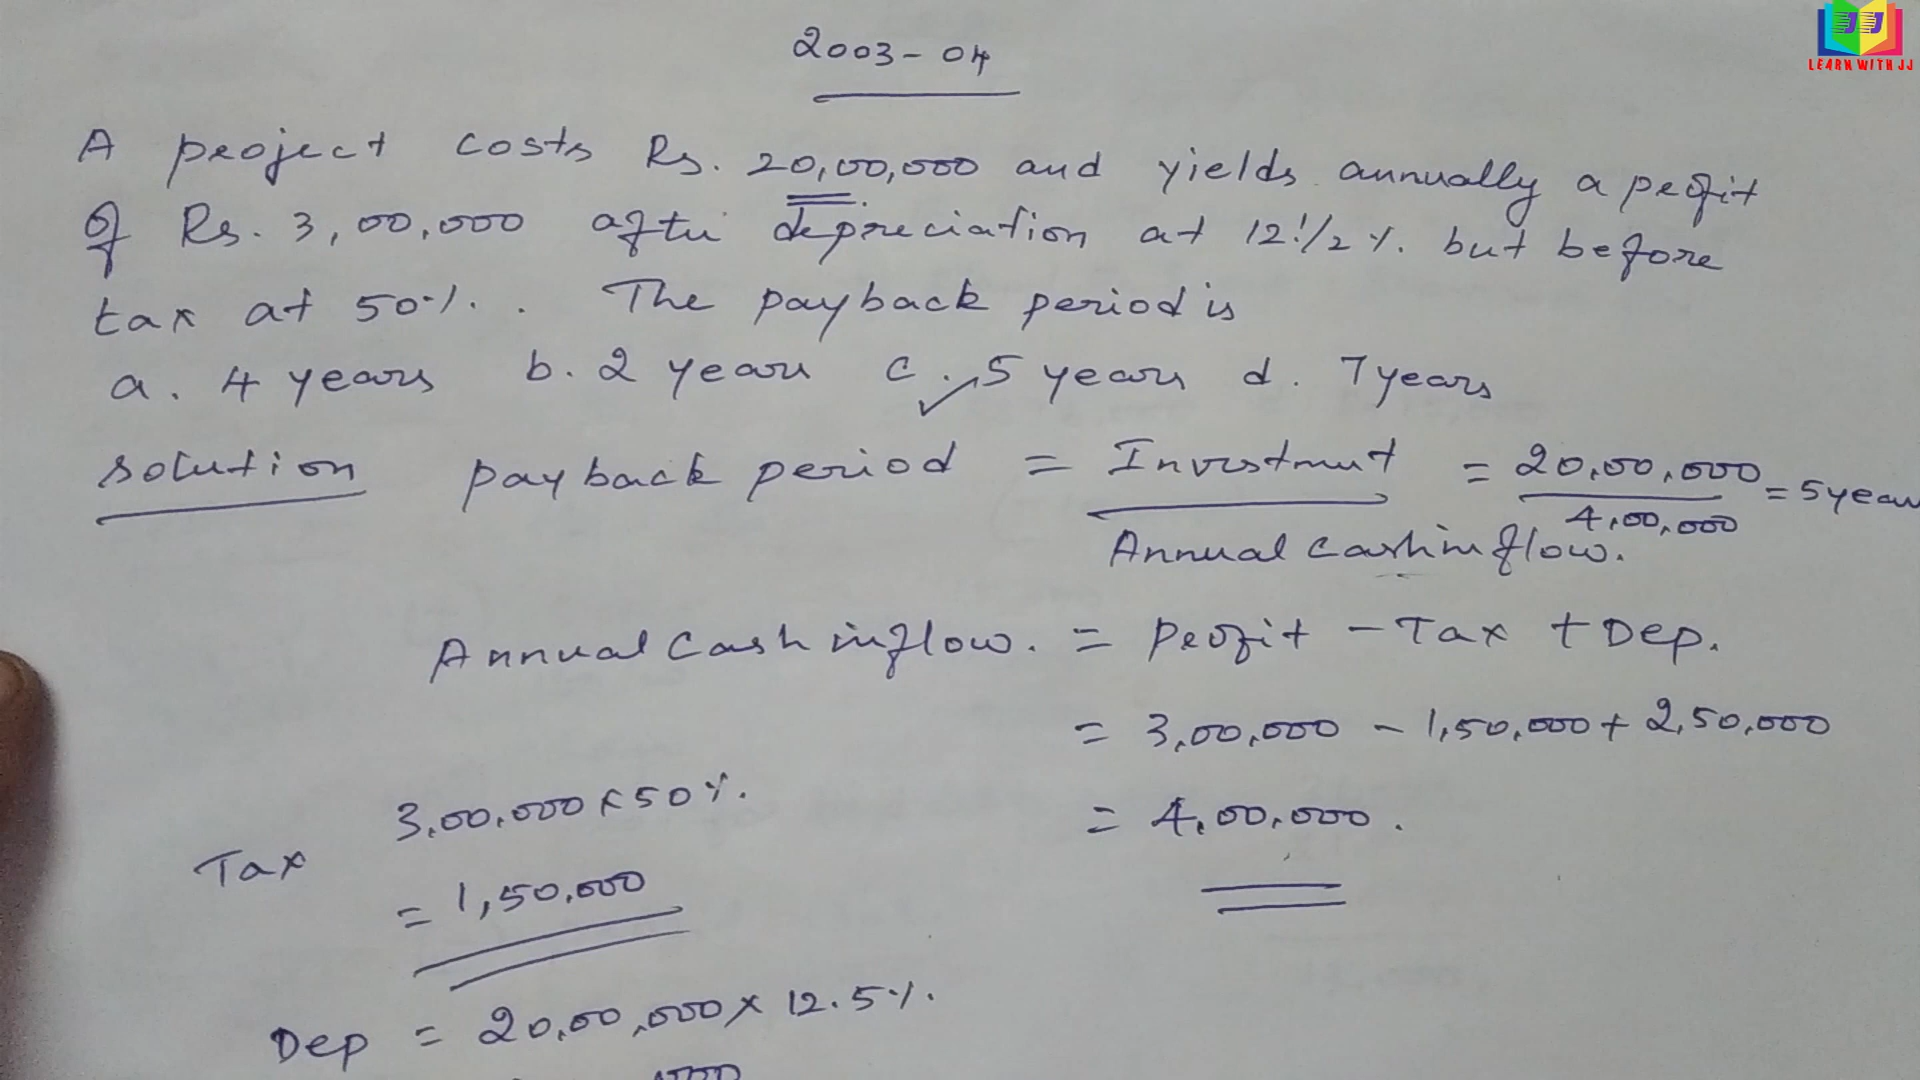 2003-04
LEARN WITH JJ
A project costs Rs. 20,00,000 and yields annually a profit
of Rs. 3,00,000 after depreciation at 12 1/2 %. but before
tax at 50%. . The payback period is
a. 4 years b. 2 years c. 5 years d. 7 years
Solution payback period = Investment = 20,00,000 = 5 years
4,00,000
Annual cash inflow.
Annual Cash inflow. = Profit - Tax + Dep.
= 3,00,000 - 1,50,000 + 2,50,000
3,00,000 x 50%.
= 4,00,000.
Tax
= 1,50,000
Dep = 20,00,000 x 12.5%.